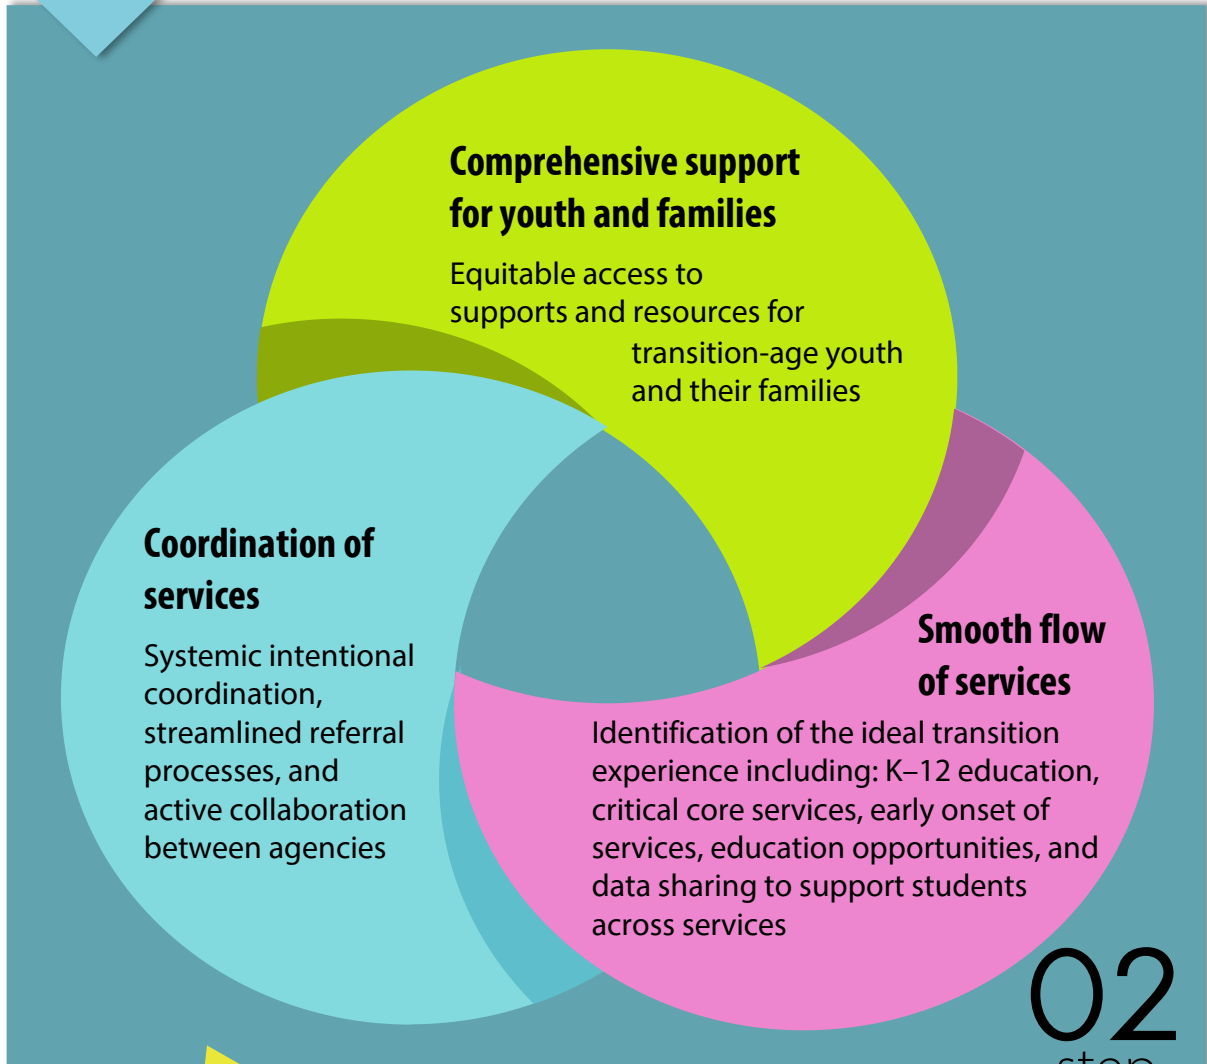 Comprehensive support
for youth and families
Equitable access to
supports and resources for
transition-age youth
and their families
Coordination of
services
Systemic intentional
coordination,
streamlined referral
processes, and
active collaboration
between agencies
Smooth flow
of services
Identification of the ideal transition
experience including: K–12 education,
critical core services, early onset of
services, education opportunities, and
data sharing to support students
across services
02
step